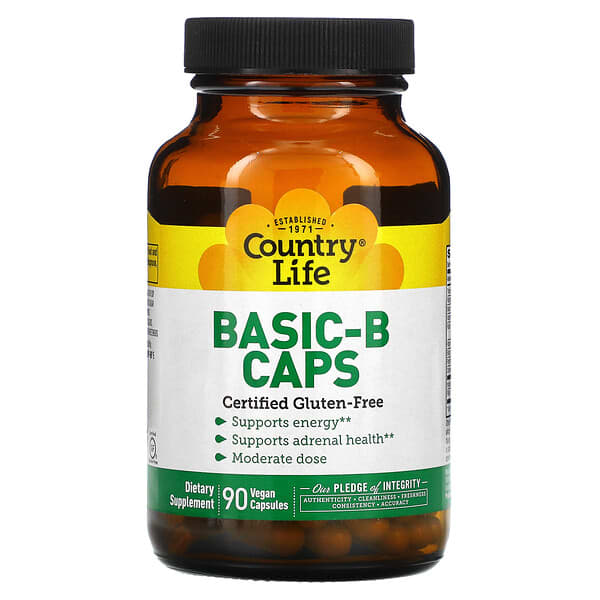 ESTABLISHED
1971
Country®
Life
BASIC-B
CAPS
Certified Gluten-Free
Supports energy**
Supports adrenal health**
Moderate dose
Dietary
Supplement
90 Vegan
Capsules
Our PLEDGE of INTEGRITY
AUTHENTICITY • CLEANLINESS • FRESHNESS
CONSISTENCY • ACCURACY